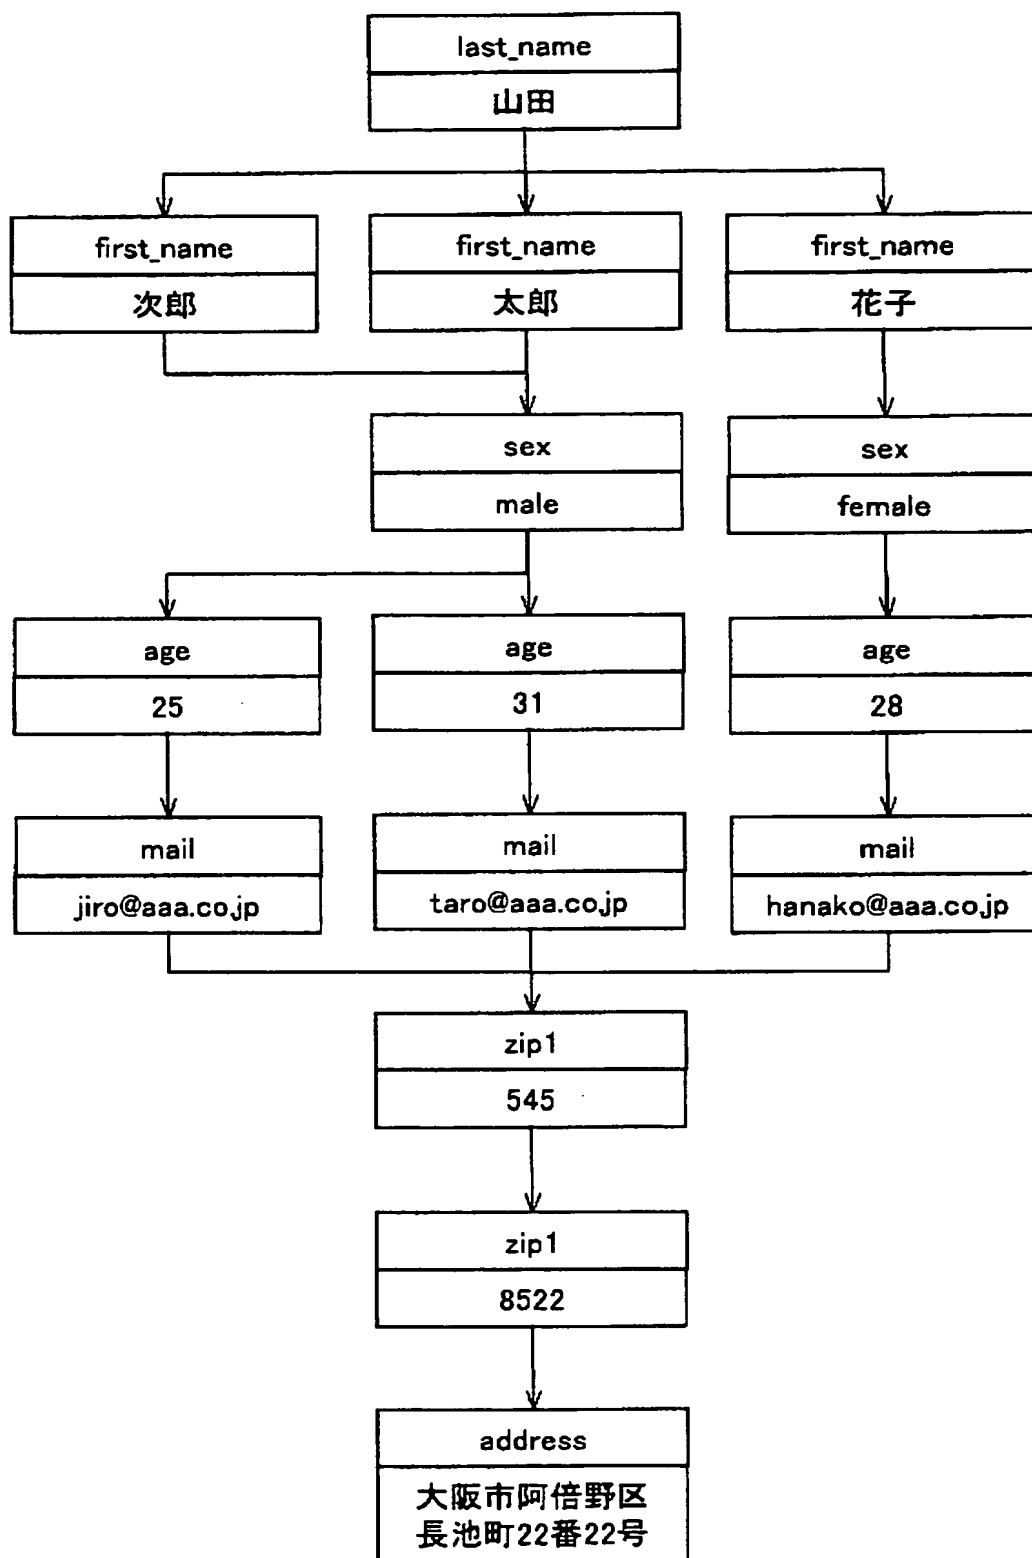 last_name
山田
first_name
first_name
first_name
次郎
太郎
花子
sex
sex
male
female
age
age
age
25
31
28
mail
mail
mail
jiro@aaa.co.jp
taro@aaa.co.jp
hanako@aaa.co.jp
zip1
545
zip1
8522
address
大阪市阿倍野区
長池町22番22号